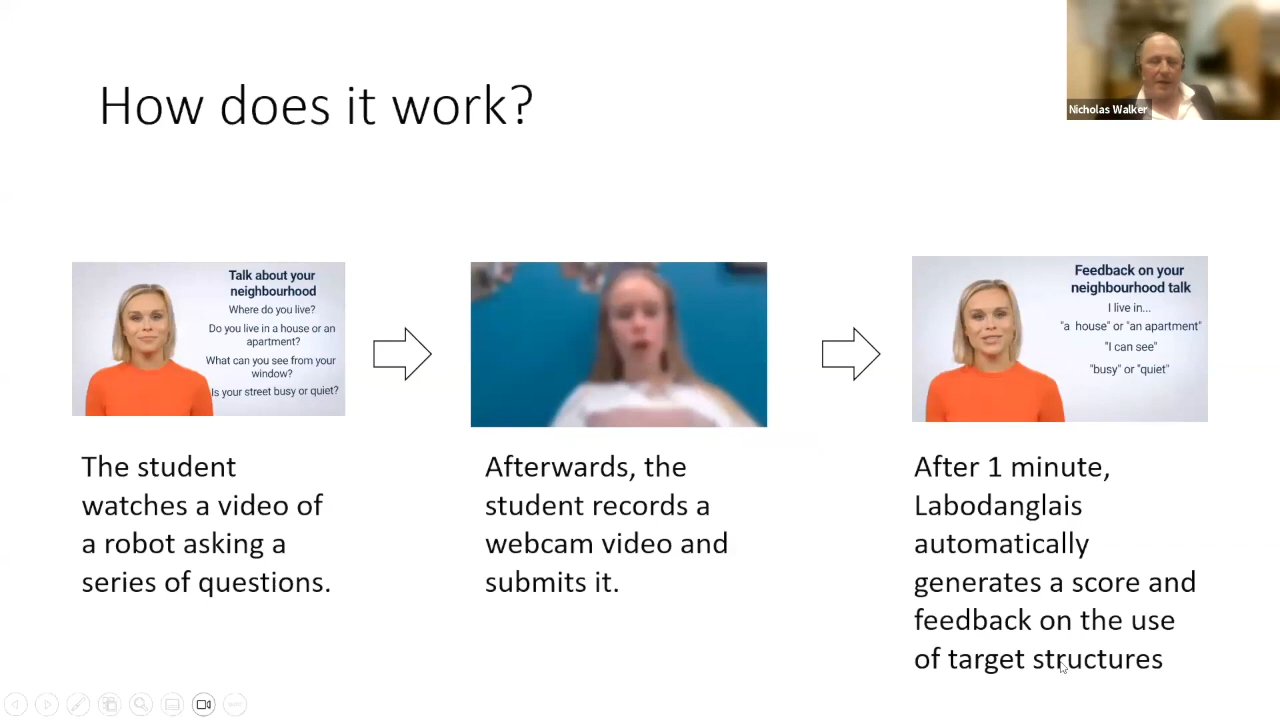 How does it work?
Nicholas Walker
Talk about your
neighbourhood
Where do you live?
Do you live in a house or an
apartment?
What can you see from your
window?
Is your street busy or quiet?
Feedback on your
neighbourhood talk
I live in...
"a house" or "an apartment"
"I can see"
"busy" or "quiet"
The student
watches a video of
a robot asking a
series of questions.
Afterwards, the
student records a
webcam video and
submits it.
After 1 minute,
Labodanglais
automatically
generates a score and
feedback on the use
of target structures